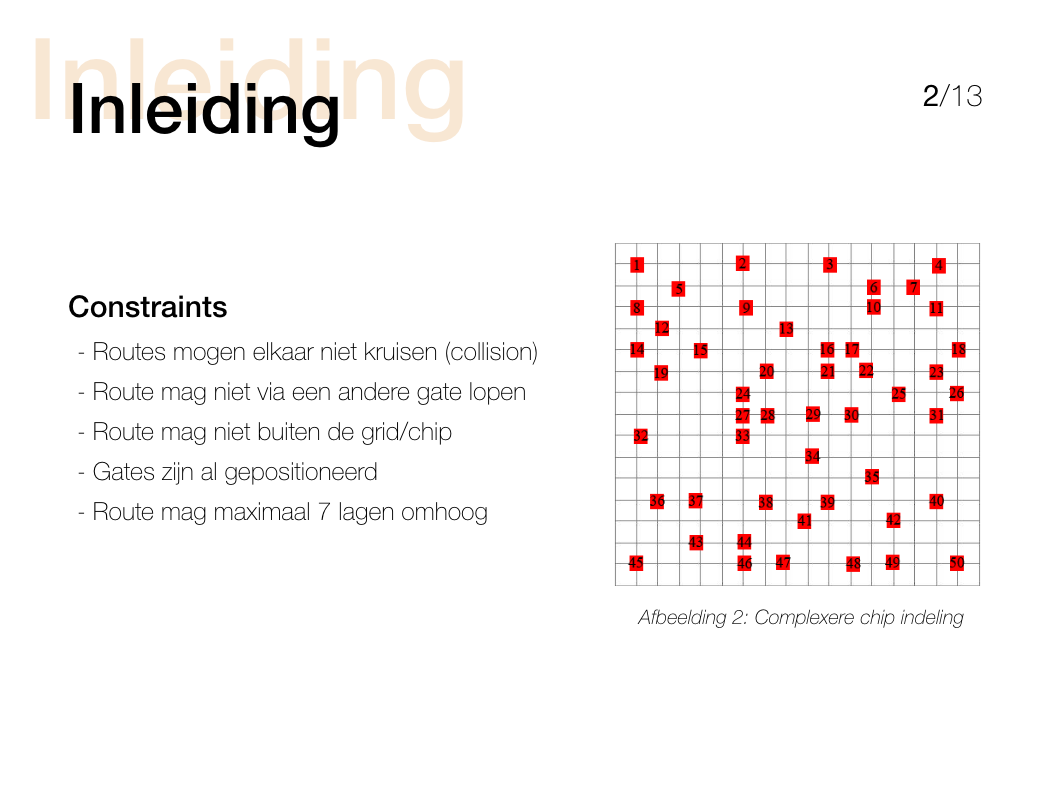 Inleiding
Inleiding
2/13
Constraints
- Routes mogen elkaar niet kruisen (collision)
- Route mag niet via een andere gate lopen
- Route mag niet buiten de grid/chip
- Gates zijn al gepositioneerd
- Route mag maximaal 7 lagen omhoog
1 2 3 4
5 6 7
8 9 10 11
12 13
14 15 16 17 18
19 20 21 22 23
24 25 26
27 28 29 30 31
32 33
34
35
36 37 38 39 40
41 42
43 44
45 46 47 48 49 50
Afbeelding 2: Complexere chip indeling